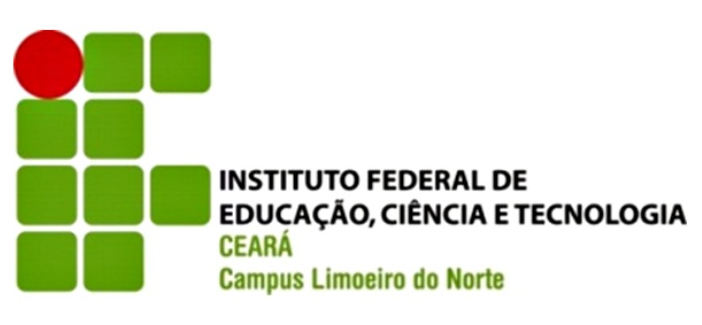 INSTITUTO FEDERAL DE
EDUCAÇÃO, CIÊNCIA E TECNOLOGIA
CEARÁ
Campus Limoeiro do Norte